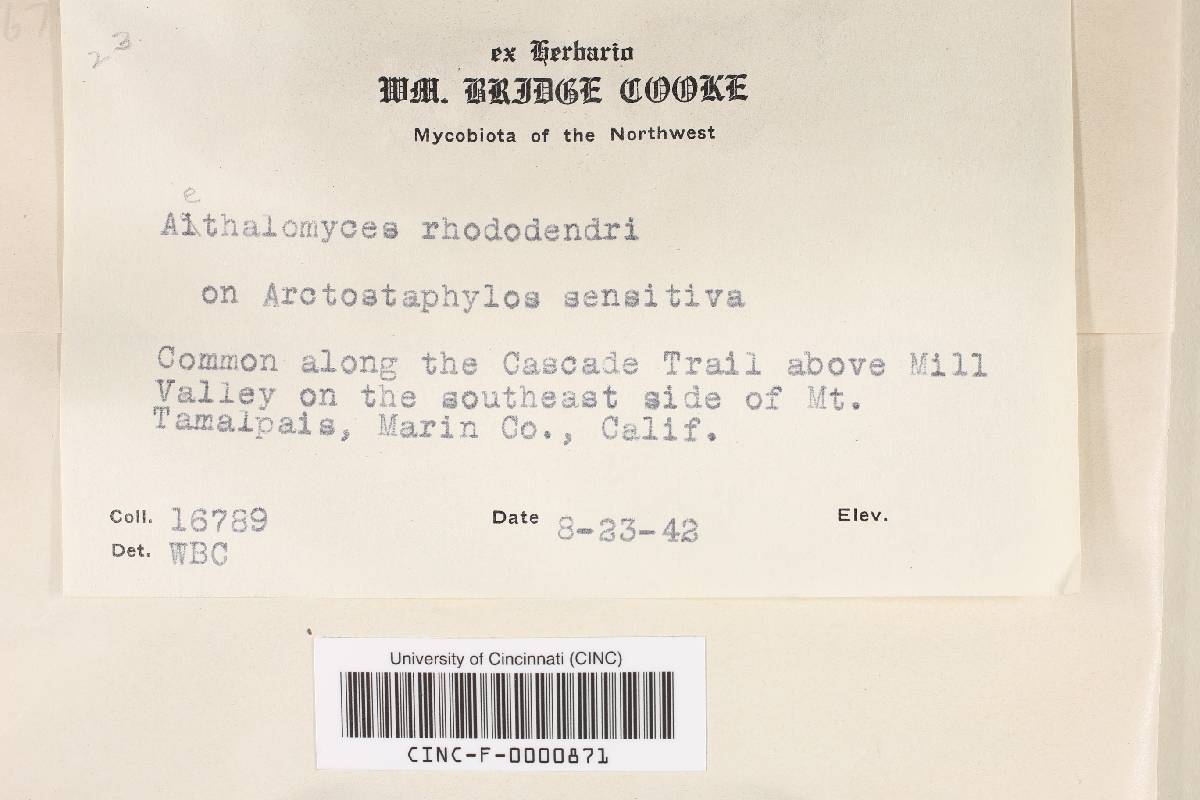 67
23
ex Herbario
WM. BRIDGE COOKE
Mycobiota of the Northwest
e
Aithalomyces rhododendri
on Arctostaphylos sensitiva
Common along the Cascade Trail above Mill
Valley on the southeast side of Mt.
Tamalpais, Marin Co., Calif.
Coll. 16789 Date 8-23-42 Elev.
Det. WBC
University of Cincinnati (CINC)
CINC-F-0000871